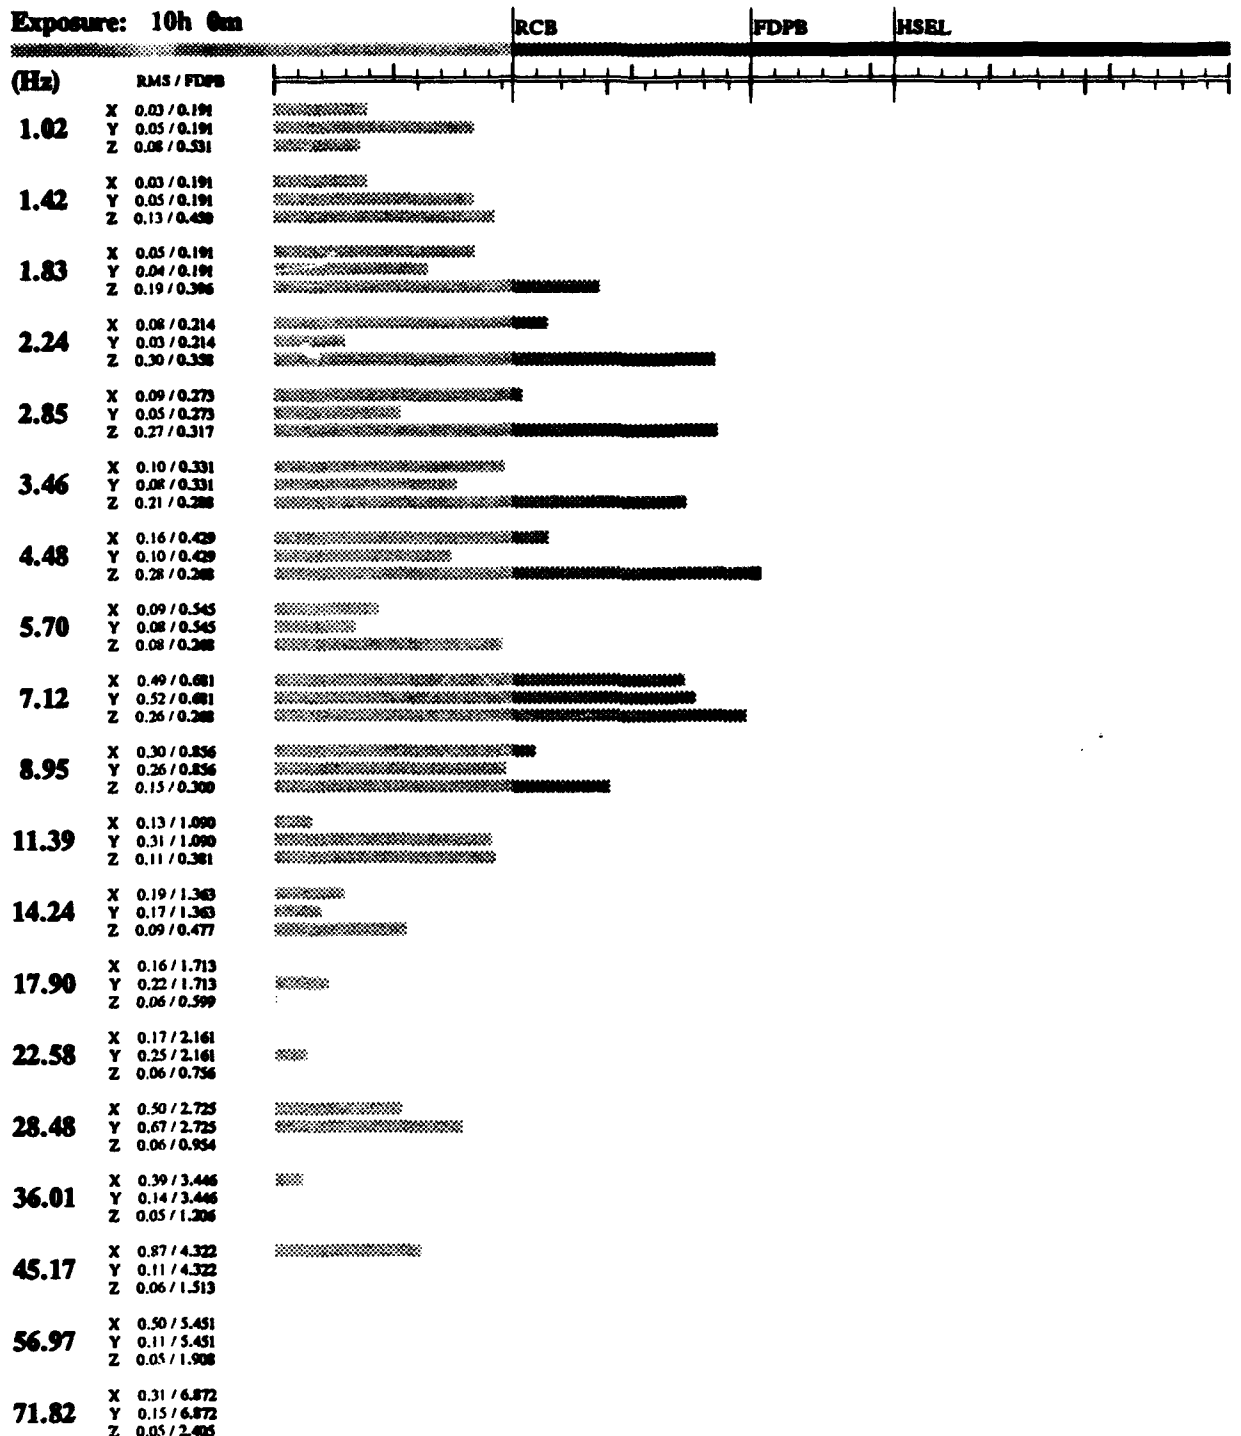 Exposure: 10h 0m
RCB FDPB HSEL
(Hz) RMS / FDPB
X 0.03 / 0.191
1.02 Y 0.05 / 0.191
Z 0.08 / 0.531
X 0.03 / 0.191
1.42 Y 0.05 / 0.191
Z 0.13 / 0.450
X 0.05 / 0.191
1.83 Y 0.04 / 0.191
Z 0.19 / 0.396
X 0.08 / 0.214
2.24 Y 0.03 / 0.214
Z 0.30 / 0.358
X 0.09 / 0.273
2.85 Y 0.05 / 0.273
Z 0.27 / 0.317
X 0.10 / 0.331
3.46 Y 0.08 / 0.331
Z 0.21 / 0.288
X 0.16 / 0.429
4.48 Y 0.10 / 0.429
Z 0.28 / 0.268
X 0.09 / 0.545
5.70 Y 0.08 / 0.545
Z 0.08 / 0.268
X 0.49 / 0.681
7.12 Y 0.52 / 0.681
Z 0.26 / 0.268
X 0.30 / 0.856
8.95 Y 0.26 / 0.856
Z 0.15 / 0.300
X 0.13 / 1.090
11.39 Y 0.31 / 1.090
Z 0.11 / 0.381
X 0.19 / 1.363
14.24 Y 0.17 / 1.363
Z 0.09 / 0.477
X 0.16 / 1.713
17.90 Y 0.22 / 1.713
Z 0.06 / 0.599
X 0.17 / 2.161
22.58 Y 0.25 / 2.161
Z 0.06 / 0.756
X 0.50 / 2.725
28.48 Y 0.67 / 2.725
Z 0.06 / 0.954
X 0.39 / 3.446
36.01 Y 0.14 / 3.446
Z 0.05 / 1.206
X 0.87 / 4.322
45.17 Y 0.11 / 4.322
Z 0.06 / 1.513
X 0.50 / 5.451
56.97 Y 0.11 / 5.451
Z 0.05 / 1.908
X 0.31 / 6.872
71.82 Y 0.15 / 6.872
Z 0.05 / 2.405